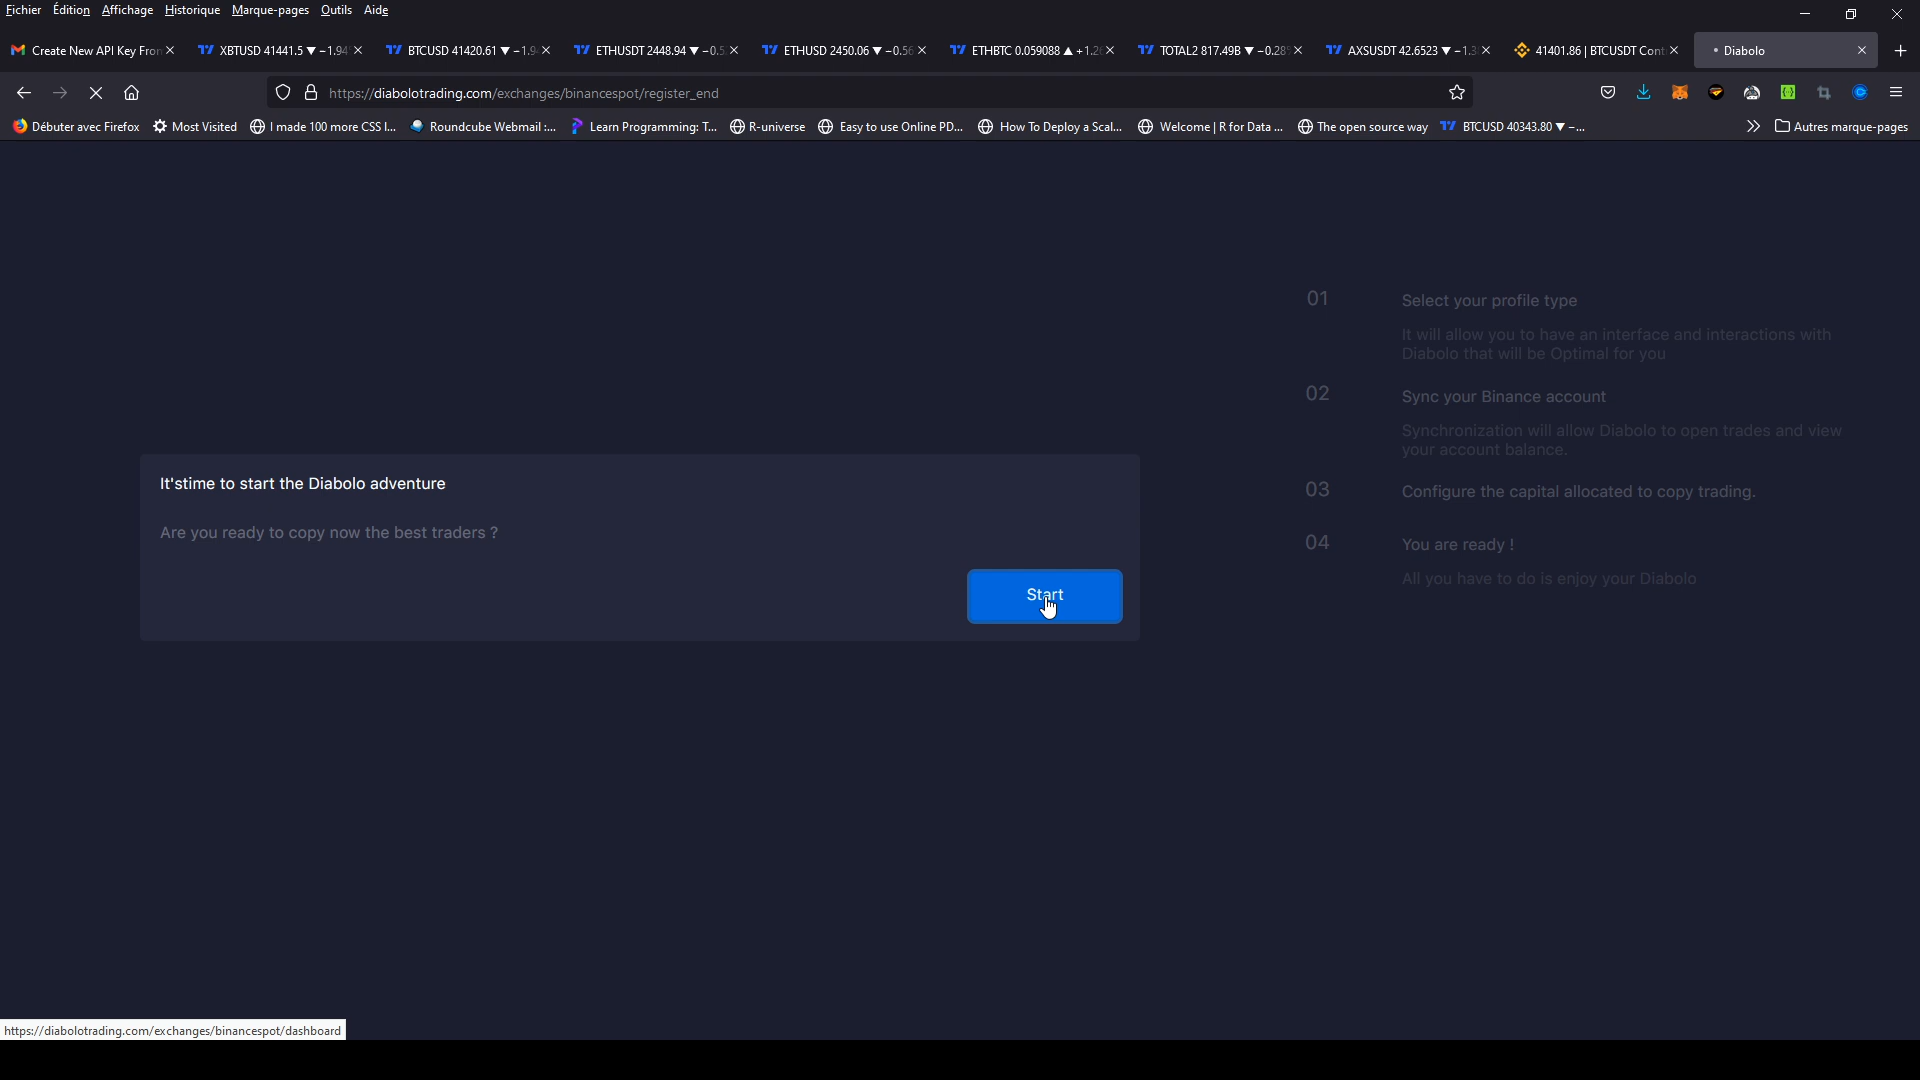 Fichier Édition Affichage Historique Marque-pages Outils Aide
Create New API Key From XBTUSD 41441.5 ▼ −1.94 BTCUSD 41420.61 ▼ −1.9 ETHUSDT 2448.94 ▼ −0.5 ETHUSD 2450.06 ▼ −0.56 ETHBTC 0.059088 ▲ +1.26 TOTAL2 817.49B ▼ −0.28 AXSUSDT 42.6523 ▼ −1.3 41401.86 | BTCUSDT Cont Diabolo
https://diabolotrading.com/exchanges/binancespot/register_end
Débuter avec Firefox Most Visited I made 100 more CSS l... Roundcube Webmail :... Learn Programming: T... R-universe Easy to use Online PD... How To Deploy a Scal... Welcome | R for Data ... The open source way BTCUSD 40343.80 ▼ −... Autres marque-pages
01 Select your profile type
It will allow you to have an interface and interactions with
Diabolo that will be Optimal for you
02 Sync your Binance account
Synchronization will allow Diabolo to open trades and view
your account balance.
03 Configure the capital allocated to copy trading.
04 You are ready !
All you have to do is enjoy your Diabolo
It'stime to start the Diabolo adventure
Are you ready to copy now the best traders ?
Start
https://diabolotrading.com/exchanges/binancespot/dashboard